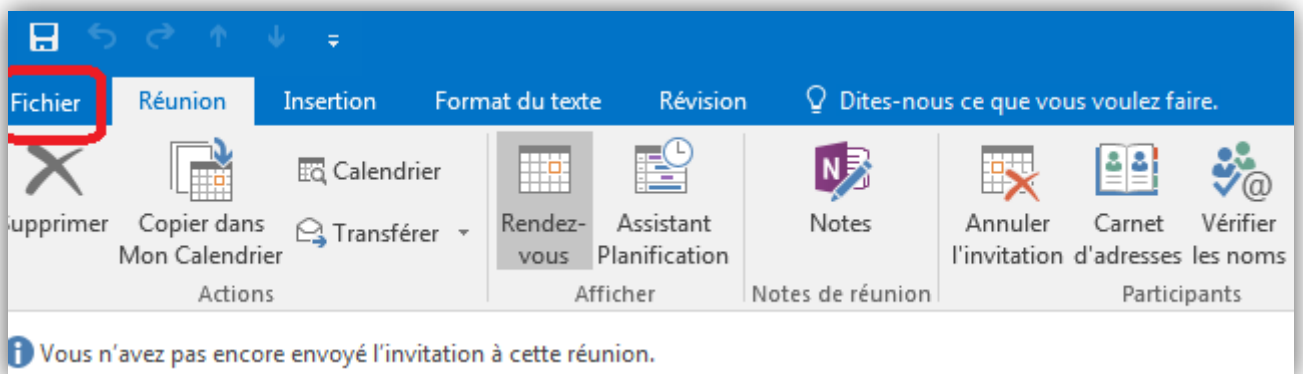 Fichier Réunion Insertion Format du texte Révision Dites-nous ce que vous voulez faire.
Calendrier
Transférer
upprimer Copier dans Mon Calendrier
Rendez-vous Assistant Planification
Notes
Annuler l'invitation Carnet d'adresses Vérifier les noms
Actions Afficher Notes de réunion Participants
Vous n'avez pas encore envoyé l'invitation à cette réunion.